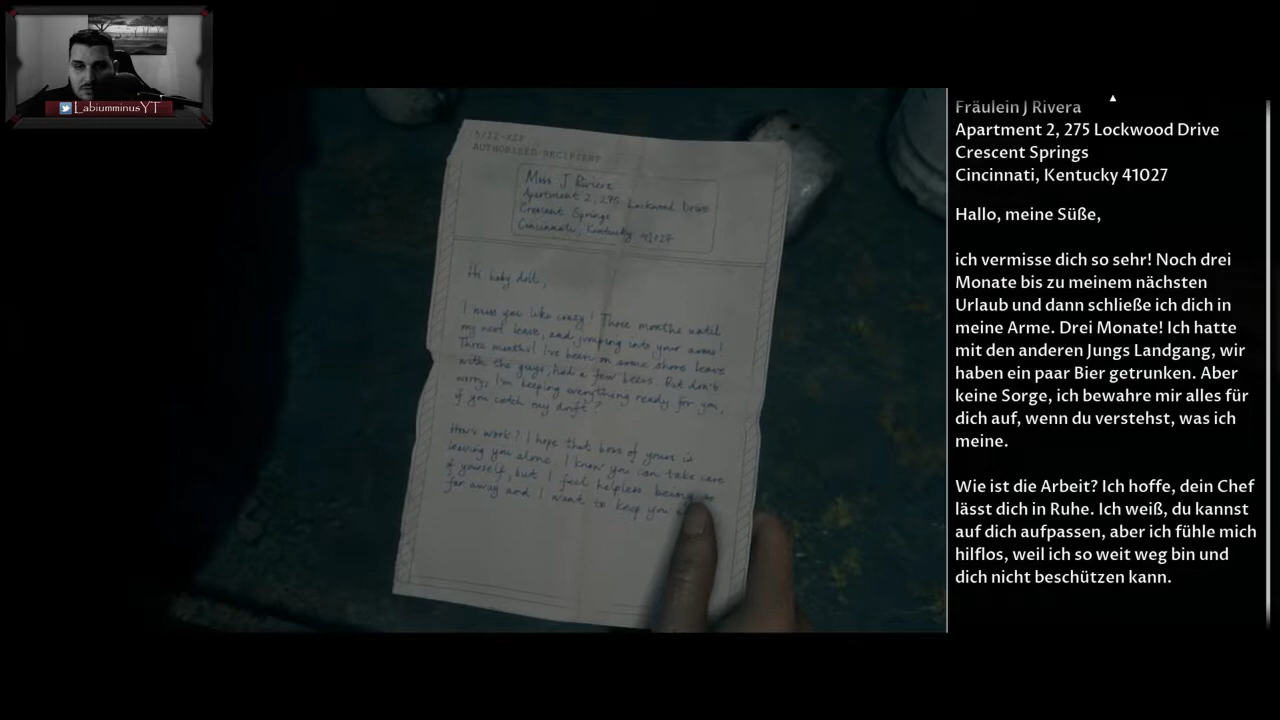 LabiumminusYT
5/12-XZP
AUTHORISED RECIPIENT
Miss J Rivera
Apartment 2, 275 Lockwood Drive
Crescent Springs
Cincinnati, Kentucky 41027
Hi baby doll,
I miss you like crazy! Three months until
my next leave, and jumping into your arms!
Three months! I've been on some shore leave
with the guys, had a few beers. But don't
worry, I'm keeping everything ready for you,
if you catch my drift?
How's work? I hope that boss of yours is
leaving you alone. I know you can take care
of yourself, but I feel helpless being so
far away and I want to keep you
Fräulein J Rivera
Apartment 2, 275 Lockwood Drive
Crescent Springs
Cincinnati, Kentucky 41027
Hallo, meine Süße,
ich vermisse dich so sehr! Noch drei
Monate bis zu meinem nächsten
Urlaub und dann schließe ich dich in
meine Arme. Drei Monate! Ich hatte
mit den anderen Jungs Landgang, wir
haben ein paar Bier getrunken. Aber
keine Sorge, ich bewahre mir alles für
dich auf, wenn du verstehst, was ich
meine.
Wie ist die Arbeit? Ich hoffe, dein Chef
lässt dich in Ruhe. Ich weiß, du kannst
auf dich aufpassen, aber ich fühle mich
hilflos, weil ich so weit weg bin und
dich nicht beschützen kann.